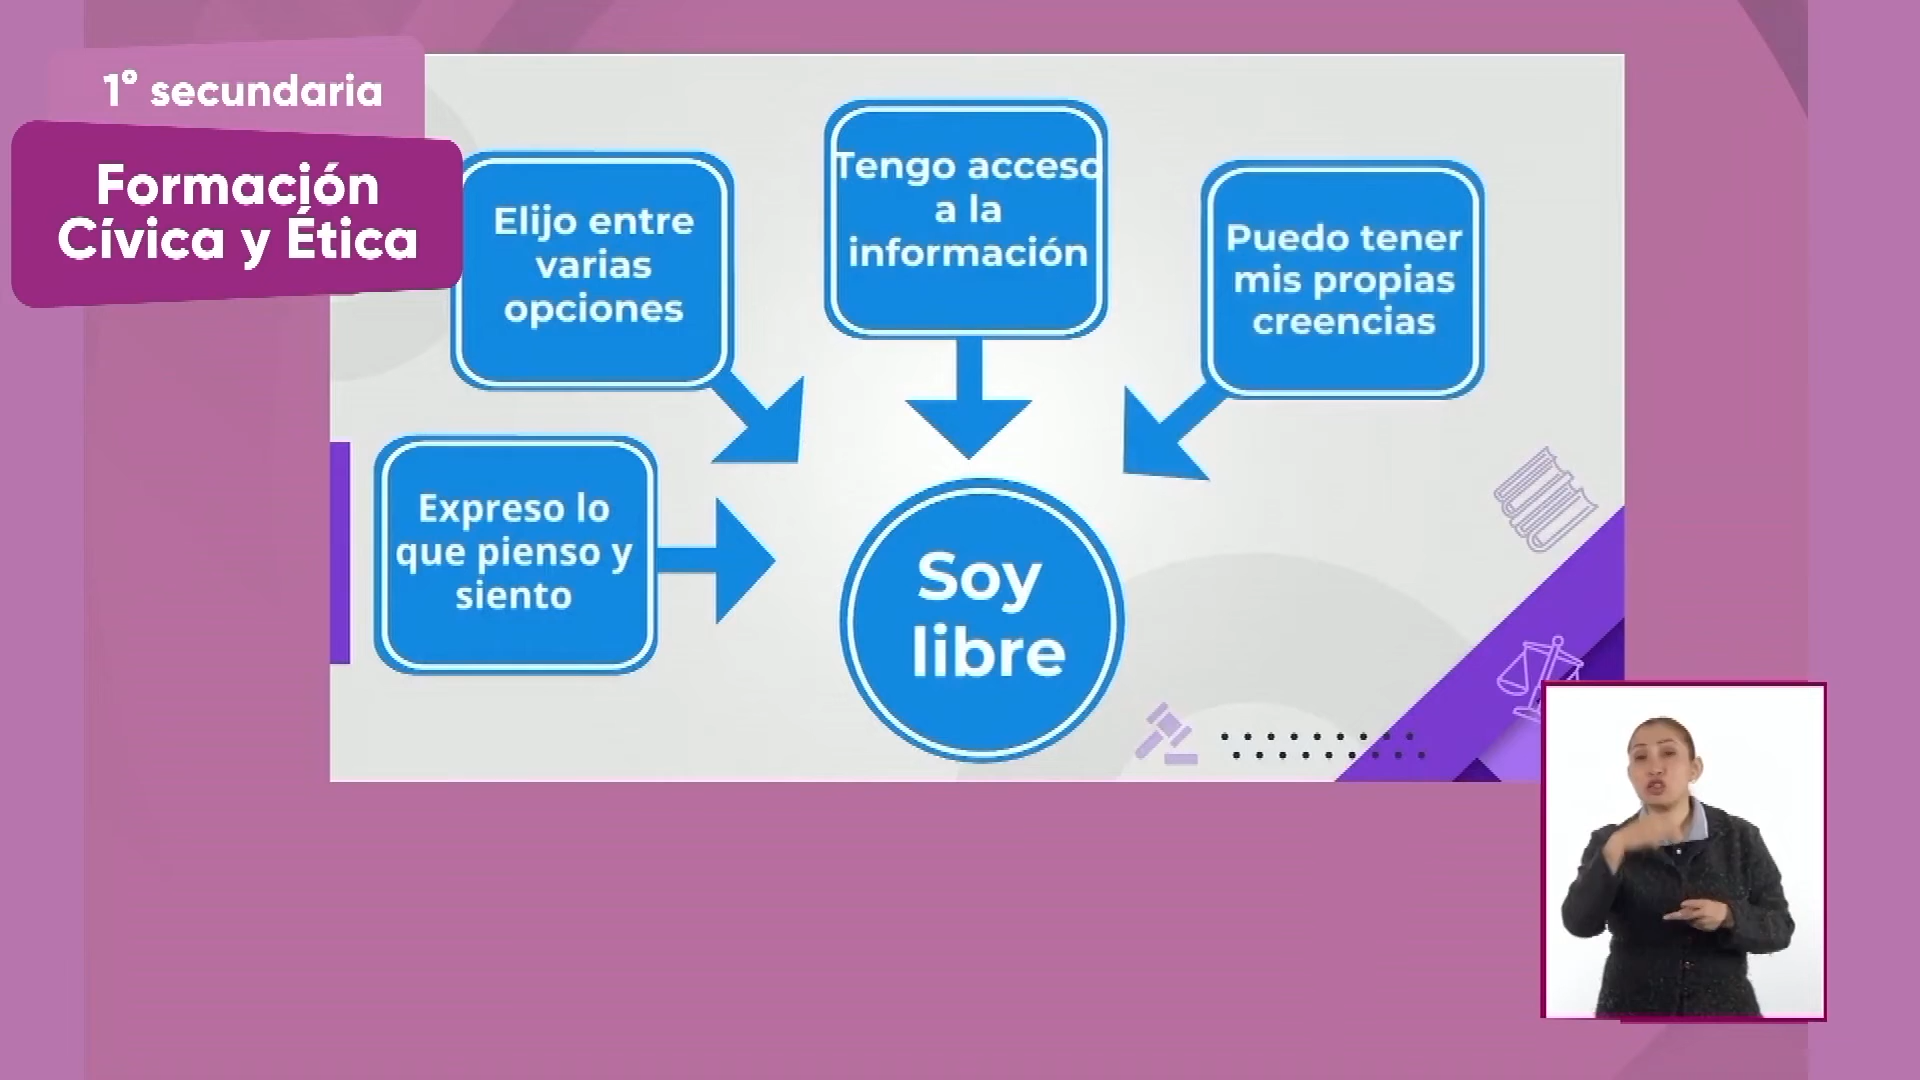 1° secundaria
Formación
Cívica y Ética
Elijo entre
varias
opciones
Tengo acceso
a la
información
Puedo tener
mis propias
creencias
Expreso lo
que pienso y
siento
Soy
libre